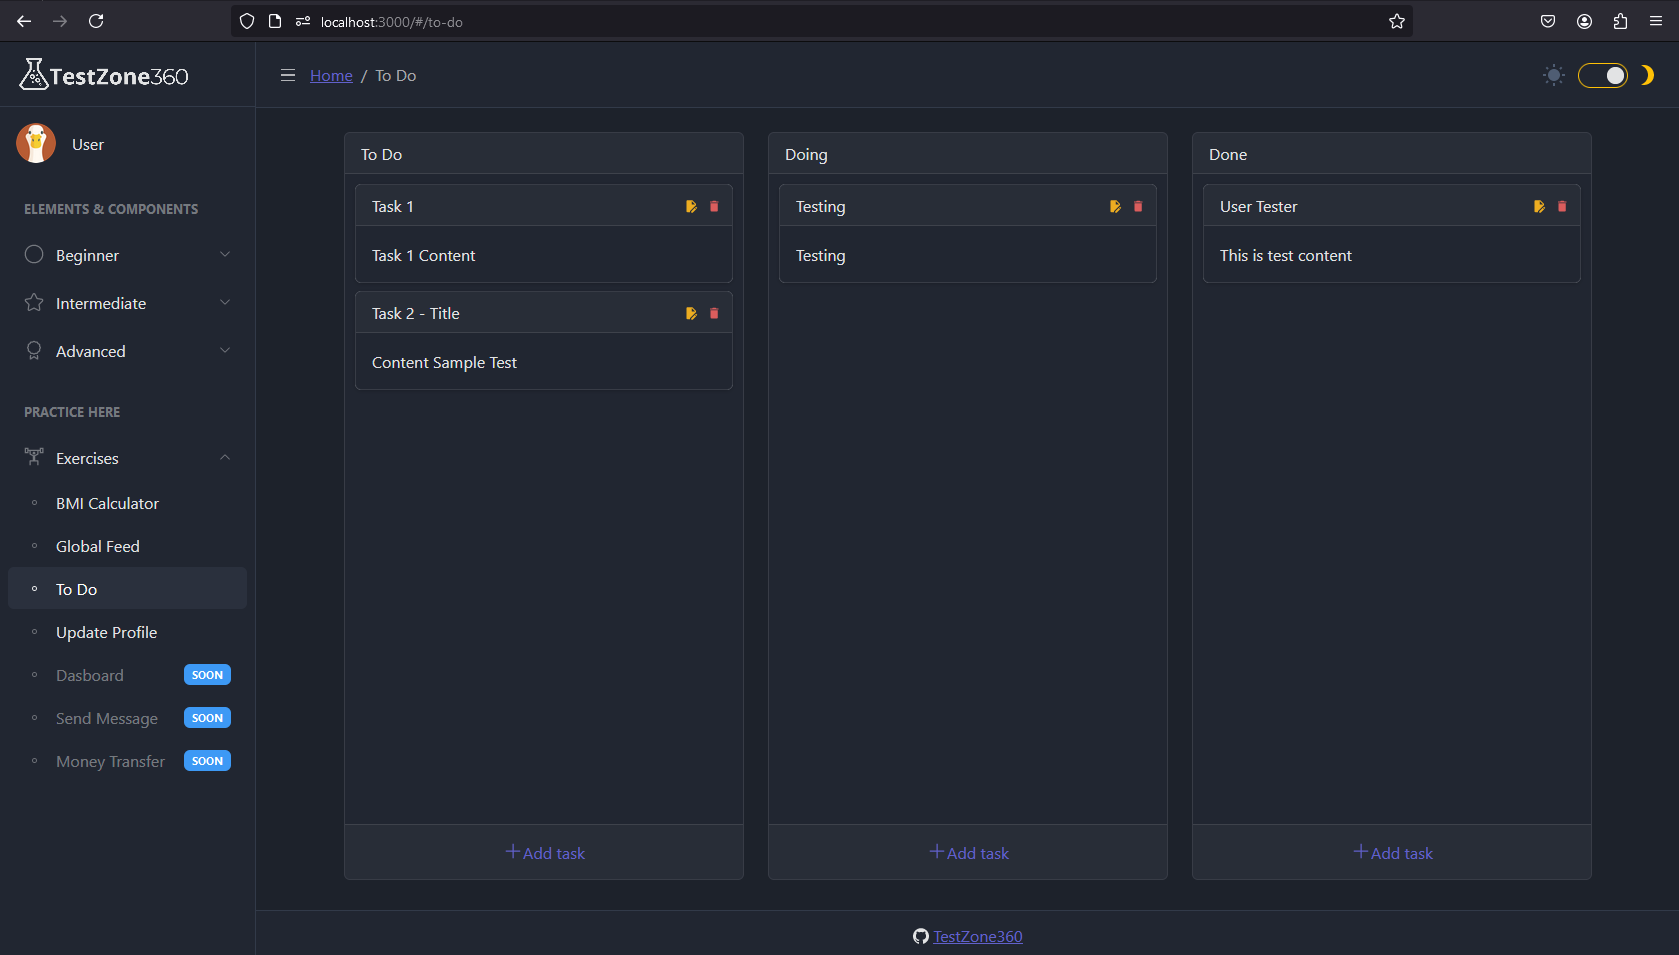 localhost:3000/#/to-do
TestZone360
Home / To Do
User
ELEMENTS & COMPONENTS
Beginner
Intermediate
Advanced
PRACTICE HERE
Exercises
BMI Calculator
Global Feed
To Do
Update Profile
Dasboard SOON
Send Message SOON
Money Transfer SOON
To Do
Task 1
Task 1 Content
Task 2 - Title
Content Sample Test
Add task
Doing
Testing
Testing
Add task
Done
User Tester
This is test content
Add task
TestZone360